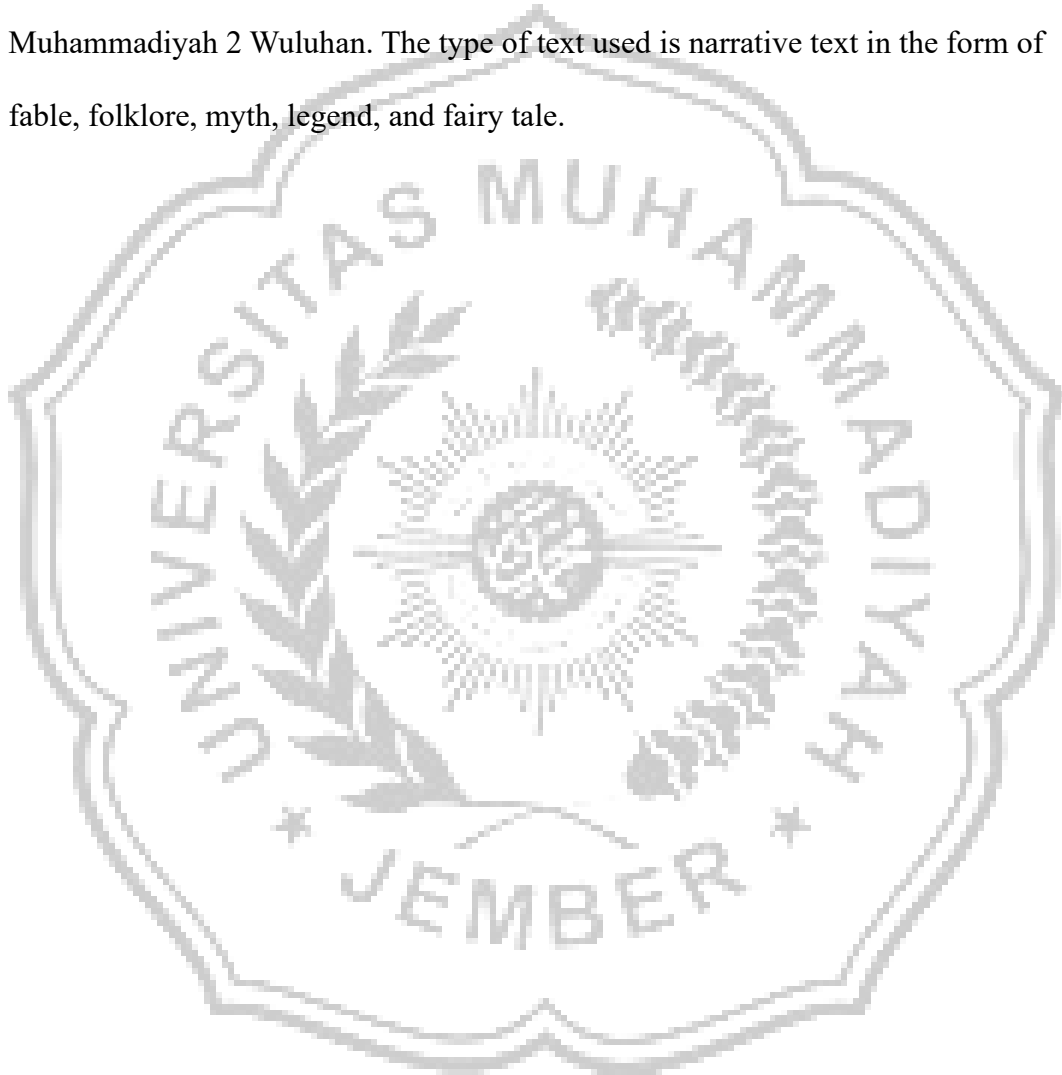 Muhammadiyah 2 Wuluhan. The type of text used is narrative text in the form of
fable, folklore, myth, legend, and fairy tale.
UNIVERSITAS MUHAMMADIYAH
* JEMBER *